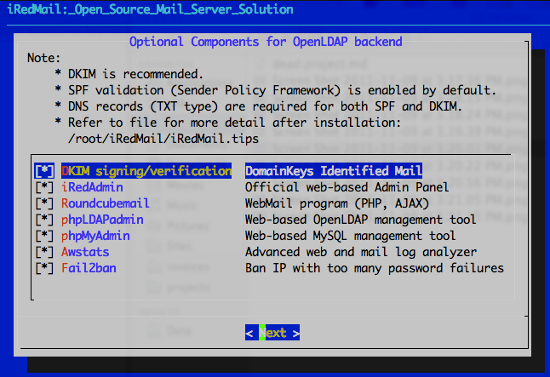 iRedMail:_Open_Source_Mail_Server_Solution
Optional Components for OpenLDAP backend
Note:
* DKIM is recommended.
* SPF validation (Sender Policy Framework) is enabled by default.
* DNS records (TXT type) are required for both SPF and DKIM.
* Refer to file for more detail after installation:
/root/iRedMail/iRedMail.tips
[*] DKIM signing/verification DomainKeys Identified Mail
[*] iRedAdmin Official web-based Admin Panel
[*] Roundcubemail WebMail program (PHP, AJAX)
[*] phpLDAPadmin Web-based OpenLDAP management tool
[*] phpMyAdmin Web-based MySQL management tool
[*] Awstats Advanced web and mail log analyzer
[*] Fail2ban Ban IP with too many password failures
< Next >